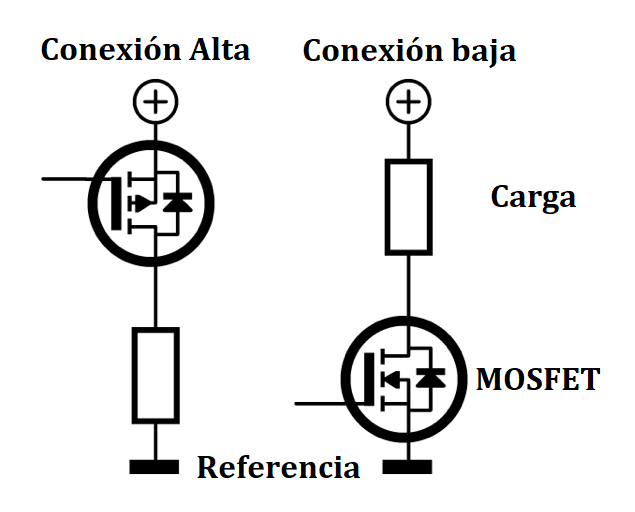 Conexión Alta
Conexión baja
Carga
MOSFET
Referencia